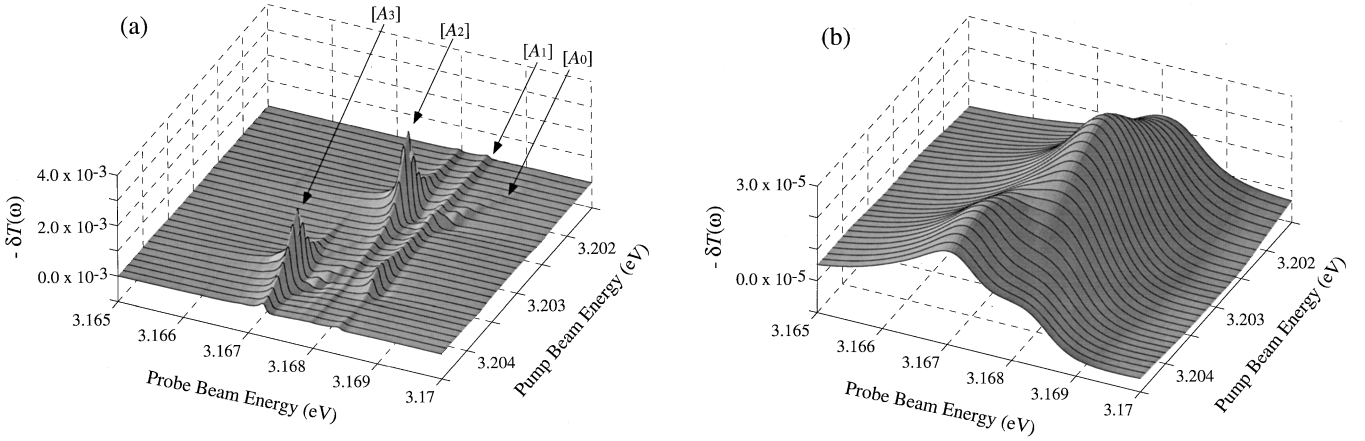 (a)
[A3]
[A2]
[A1]
[A0]
4.0 x 10-3
2.0 x 10-3
0.0 x 10-3
- δT(ω)
3.165
3.166
3.167
3.168
3.169
3.17
Probe Beam Energy (eV)
3.202
3.203
3.204
Pump Beam Energy (eV)
(b)
3.0 x 10-5
0.0 x 10-5
- δT(ω)
3.165
3.166
3.167
3.168
3.169
3.17
Probe Beam Energy (eV)
3.202
3.203
3.204
Pump Beam Energy (eV)